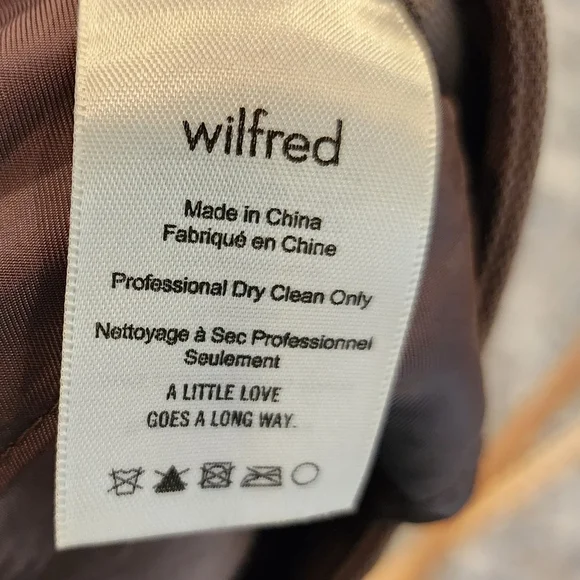 wilfred
Made in China
Fabriqué en Chine
Professional Dry Clean Only
Nettoyage à Sec Professionnel
Seulement
A LITTLE LOVE
GOES A LONG WAY.